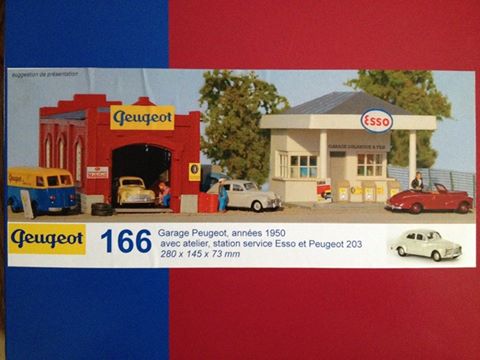 suggestion de présentation
Peugeot
Esso
Mobiloil
Peugeot
166
Garage Peugeot, années 1950
avec atelier, station service Esso et Peugeot 203
280 x 145 x 73 mm